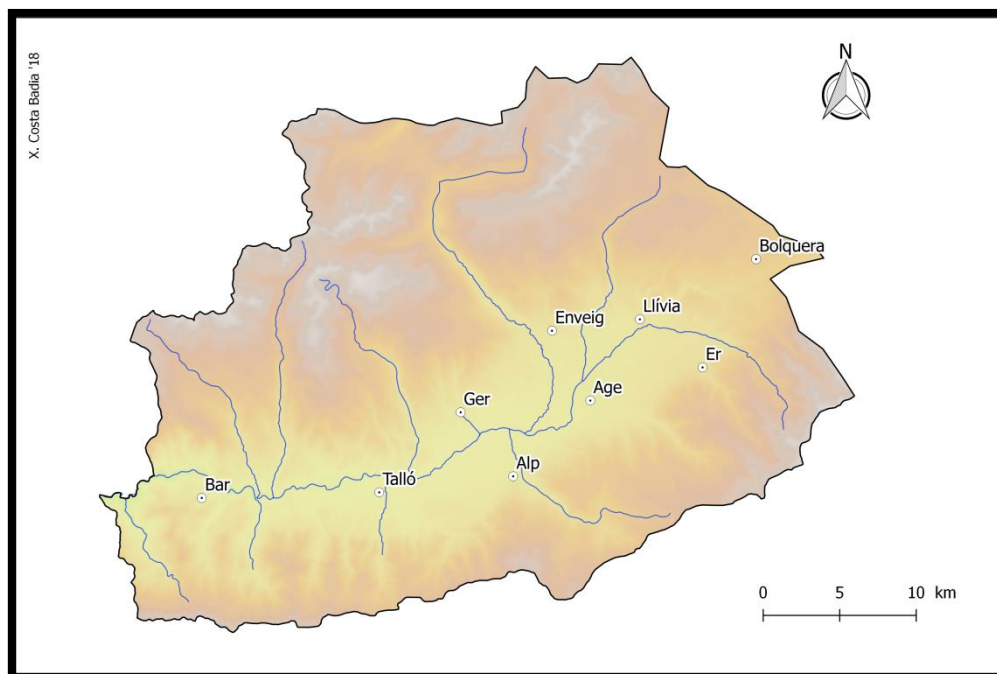 X. Costa Badia '18
N
Bolquera
Llívia
Enveig
Er
Age
Ger
Alp
Talló
Bar
0 5 10 km